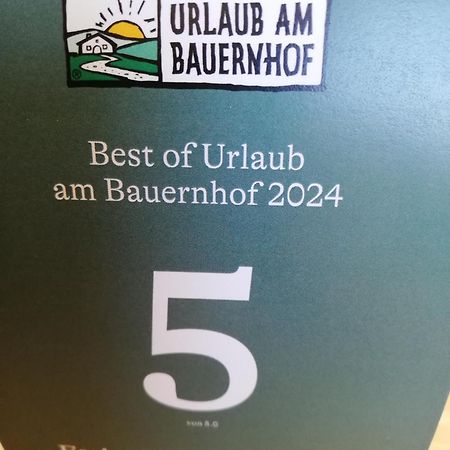 URLAUB AM
BAUERNHOF
®
Best of Urlaub
am Bauernhof 2024
5
von 5.0